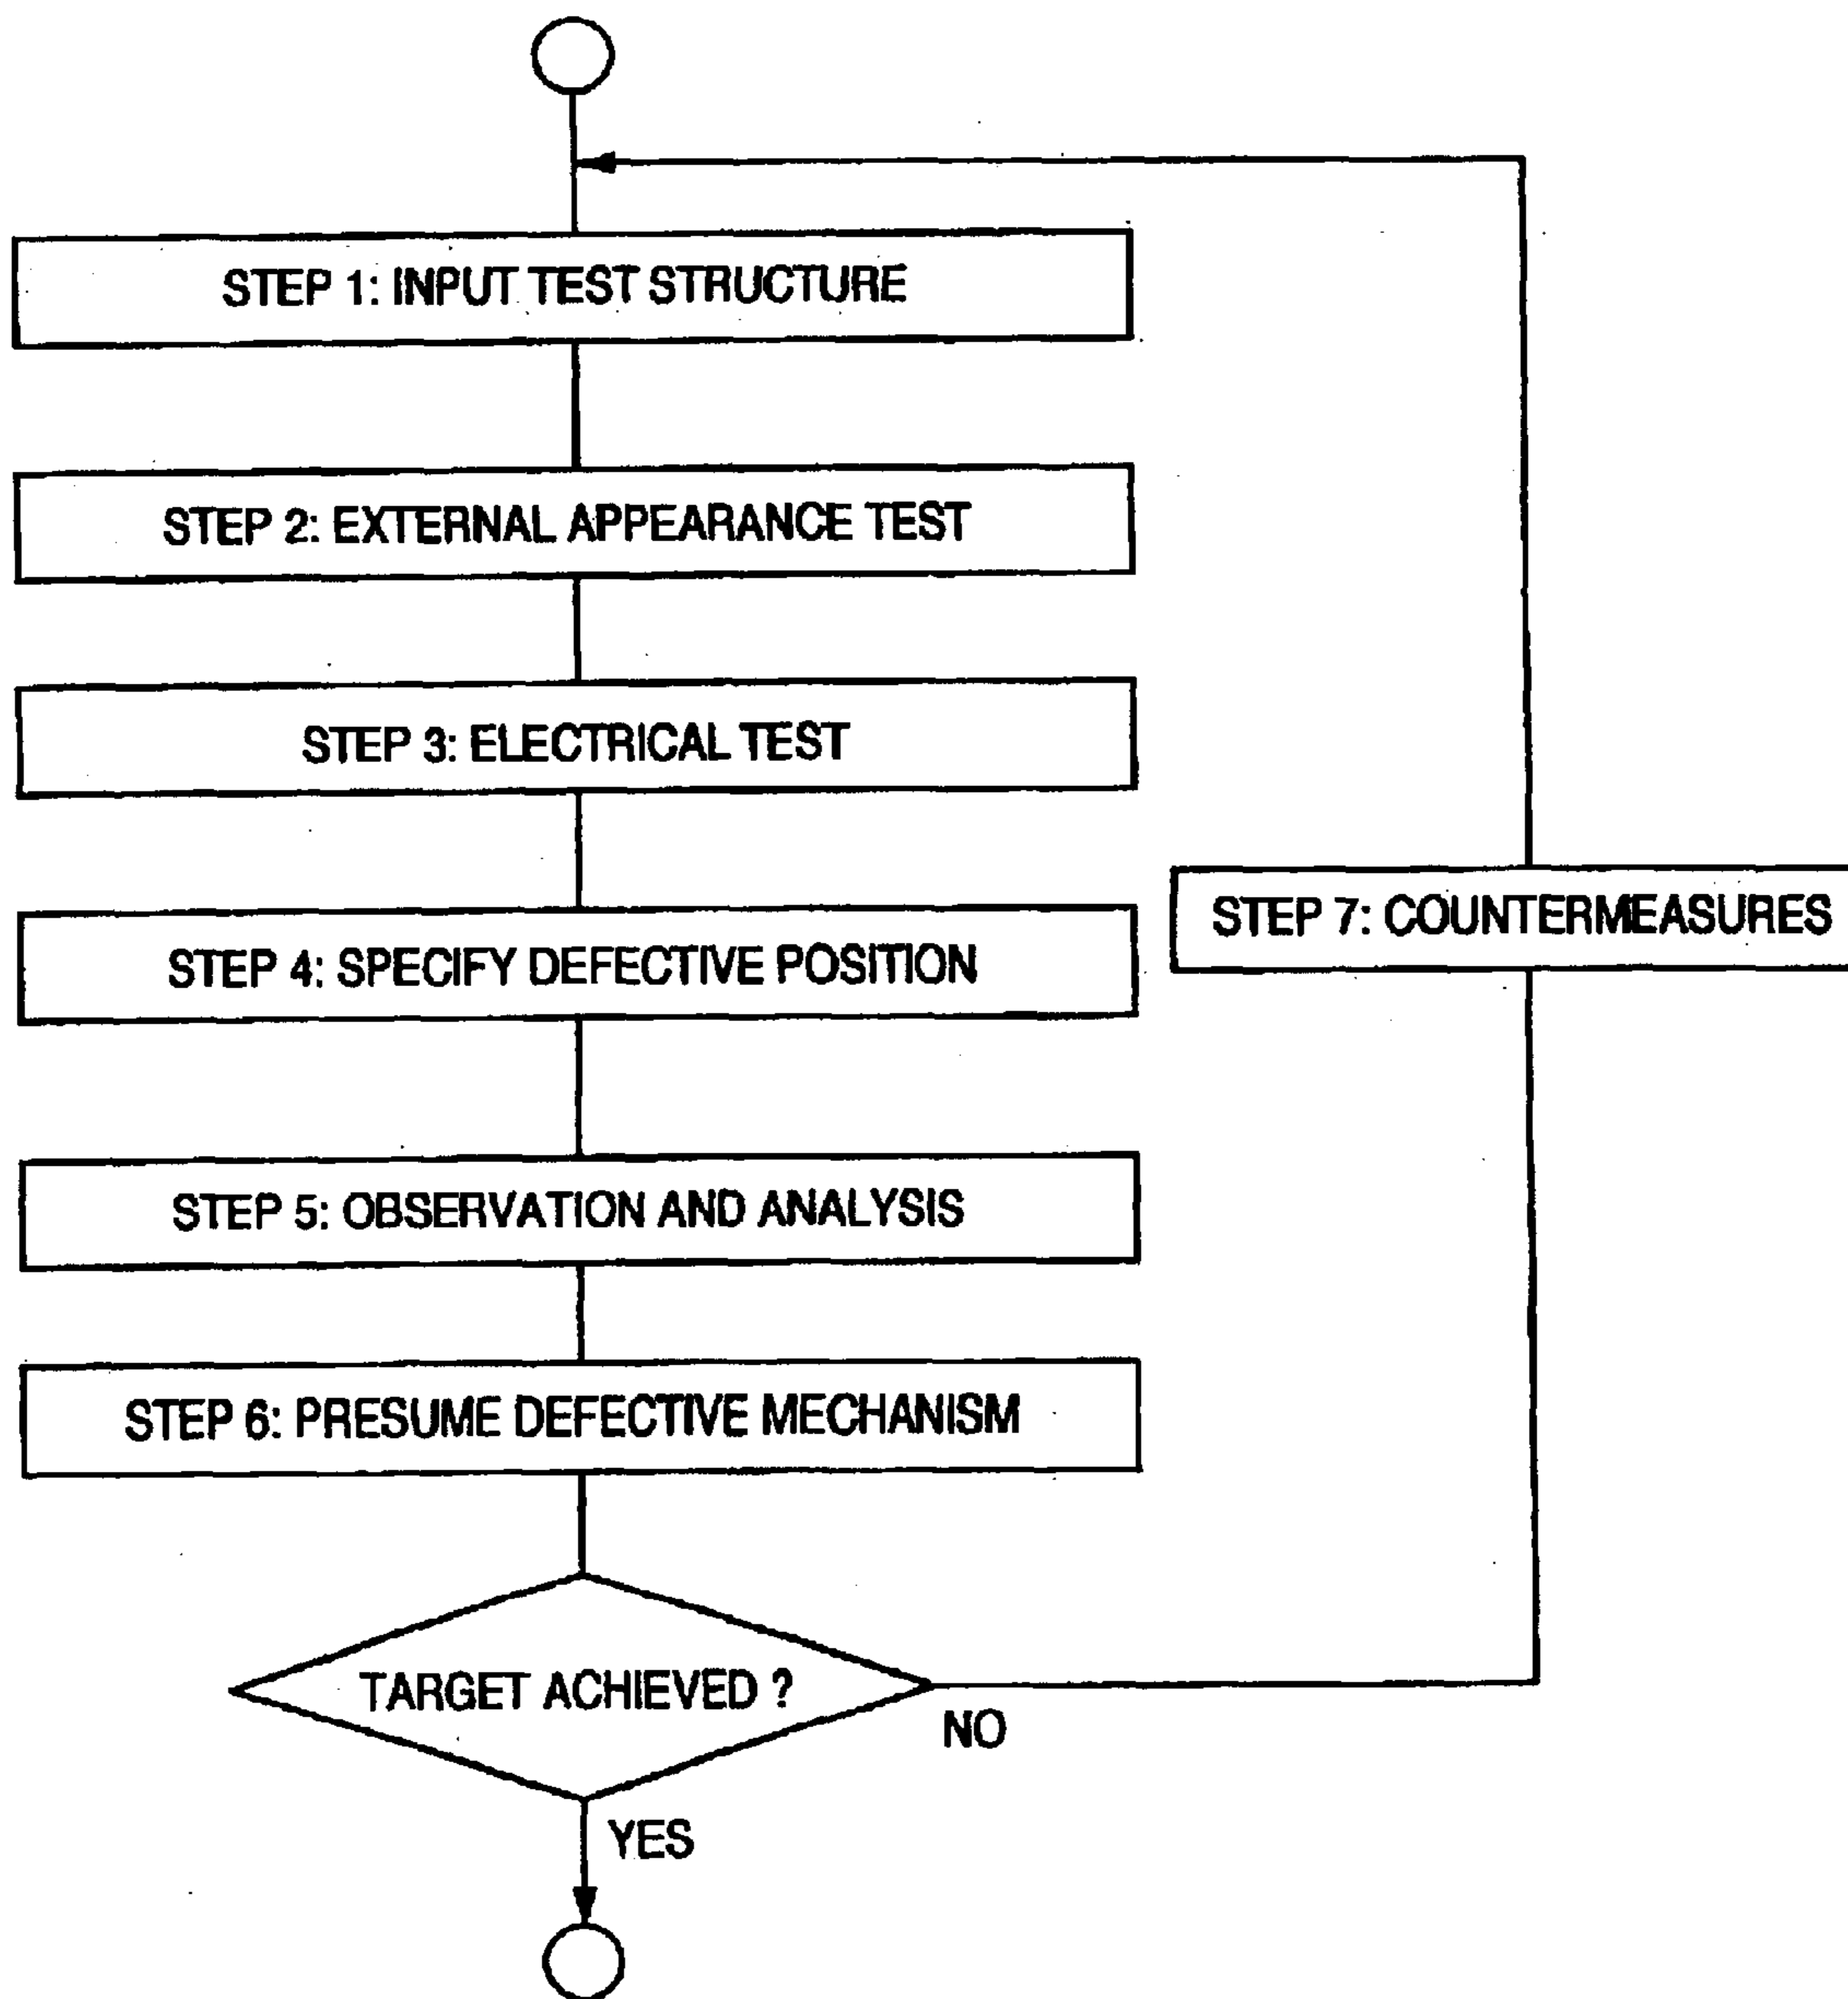 STEP 1: INPUT TEST STRUCTURE
STEP 2: EXTERNAL APPEARANCE TEST
STEP 3: ELECTRICAL TEST
STEP 4: SPECIFY DEFECTIVE POSITION
STEP 7: COUNTERMEASURES
STEP 5: OBSERVATION AND ANALYSIS
STEP 6: PRESUME DEFECTIVE MECHANISM
TARGET ACHIEVED ?
NO
YES